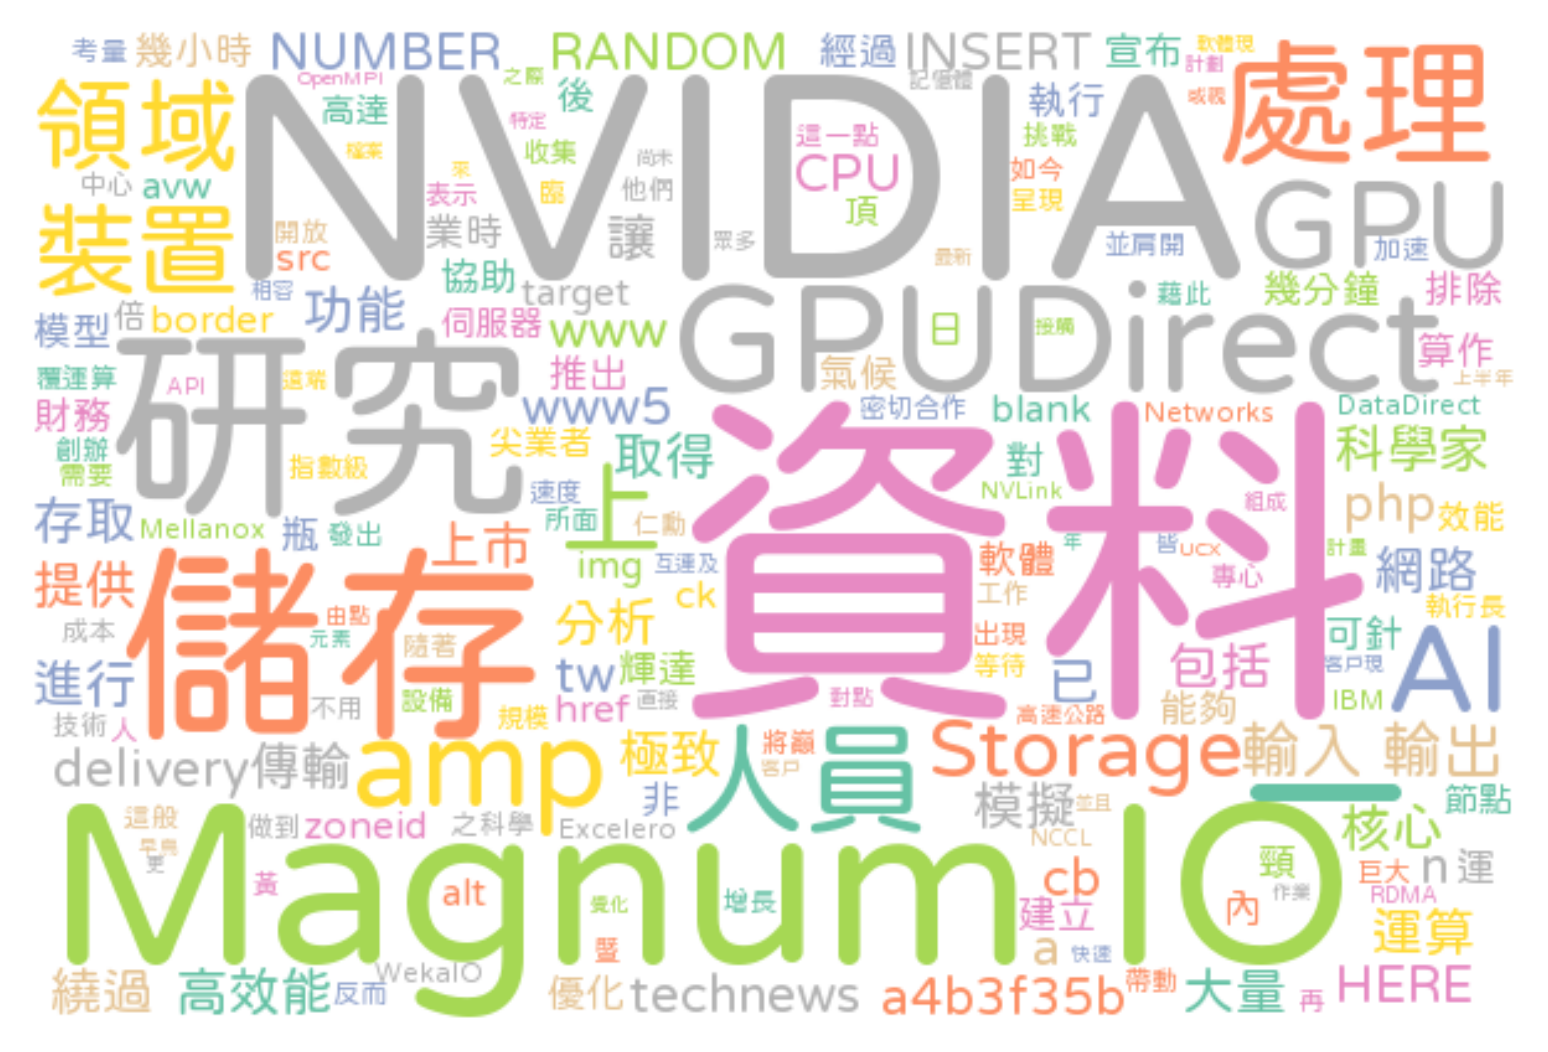 考量 幾小時 NUMBER RANDOM 經過 INSERT 宣布 軟體現
OpenMPI 之際 記憶體 計劃
領域 NVIDIA 處理
高達 後 執行
特定 這一點 挑戰
檔案 收集 尚未 CPU 如今
中心 avw 來 表示 臨 他們 頂 呈現 GPU
裝置 開放 業時 讓 眾多 並肩開 加速
src 協助 最新
相容 target 藉此 幾分鐘 排除
模型 倍 border 功能 伺服器 www GPUDirect 日 接觸
研究 推出 氣候 算作
覆運算 API 遠端 上半年
財務 www5 密切合作 blank Networks DataDirect
創辦 尖業者 取得 資料 對 科學家
需要 指數級
存取 Mellanox 瓶 發出 速度 上 NVLink 組成 php 效能
所面 仁勳 年 皆 UCX 計畫
儲存 上市 img 互連及 軟體 專心 網路
提供 ck 工作 執行長
成本 由點 元素 隨著 分析 出現 可針 AI
進行 tw 輝達 等待 已 包括 客戶現
技術 人 不用 設備 規模 href 直接 對點 高速公路 能夠 IBM
delivery 傳輸 amp 極致 人員 將巔 客戶 Storage 輸入 輸出
非 模擬 並且 一 節點
這般 做到 zoneid 之科學 Excelero NCCL 核心
早鳥 更 Magnum IO 頸 巨大 n 運
黃 alt 優化 增長 cb 作業 RDMA
暨 建立 內 運算
繞過 高效能 反而 WekaIO 優化 technews a 快速 a4b3f35b 帶動 大量 再 HERE